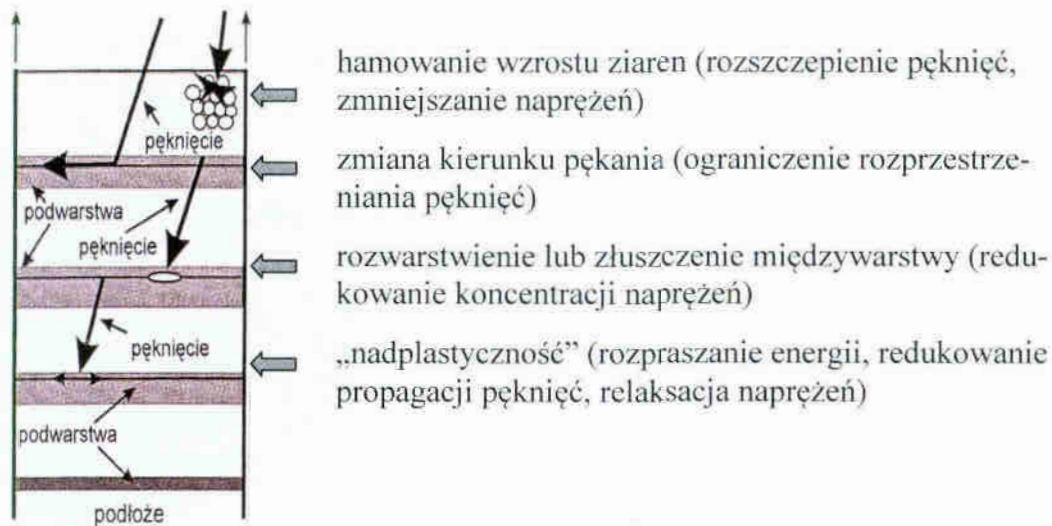 hamowanie wzrostu ziaren (rozszczepienie pęknięć,
zmniejszanie naprężeń)
pęknięcie
zmiana kierunku pękania (ograniczenie rozprzestrze-
niania pęknięć)
podwarstwa
pęknięcie
rozwarstwienie lub złuszczenie międzywarstwy (redu-
kowanie koncentracji naprężeń)
pęknięcie
„nadplastyczność” (rozpraszanie energii, redukowanie
propagacji pęknięć, relaksacja naprężeń)
podwarstwa
podłoże